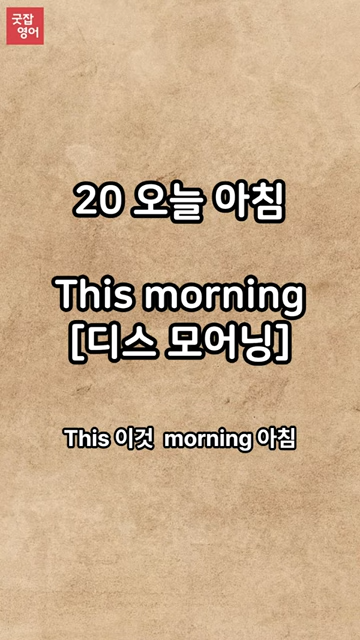 굿잡
영어
20 오늘 아침
This morning
[디스 모어닝]
This 이것 morning 아침